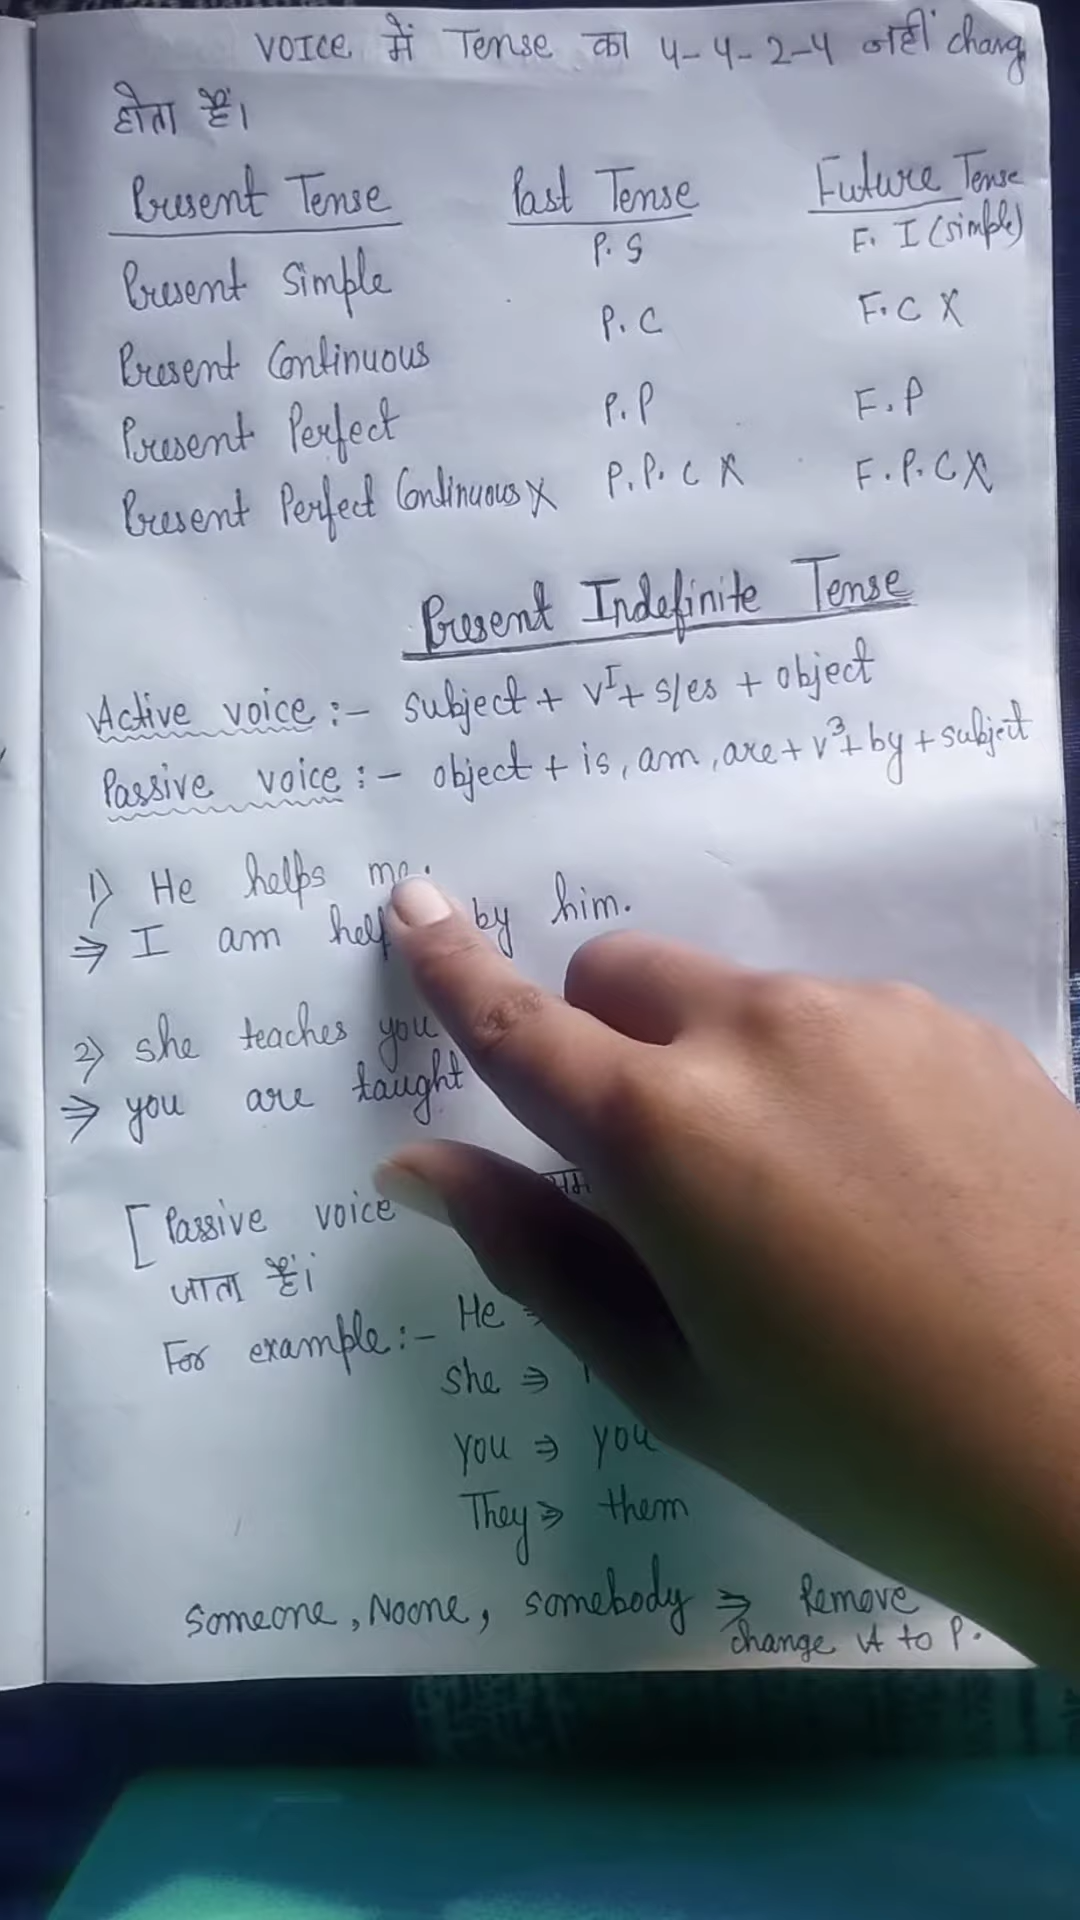 VOICE में Tense का 4-4-2-4 नहीं chang
होता हैं।
Present Tense Past Tense Future Tense
Present Simple P.S F.I (simple)
Present Continuous P.C F.C X
Present Perfect P.P F.P
Present Perfect Continuous X P.P.C X F.P.C X
Present Indefinite Tense
Active voice :- subject + v I + s/es + object
Passive voice :- object + is, am, are + v3 + by + subject
1) He helps me.
⇒ I am by him.
2) she teaches you
⇒ you are taught
[Passive voice
जाता हैं।
For example :- He ⇒
she ⇒
you ⇒ you
They ⇒ them
someone, Noone, somebody ⇒ Remove
change A to P.